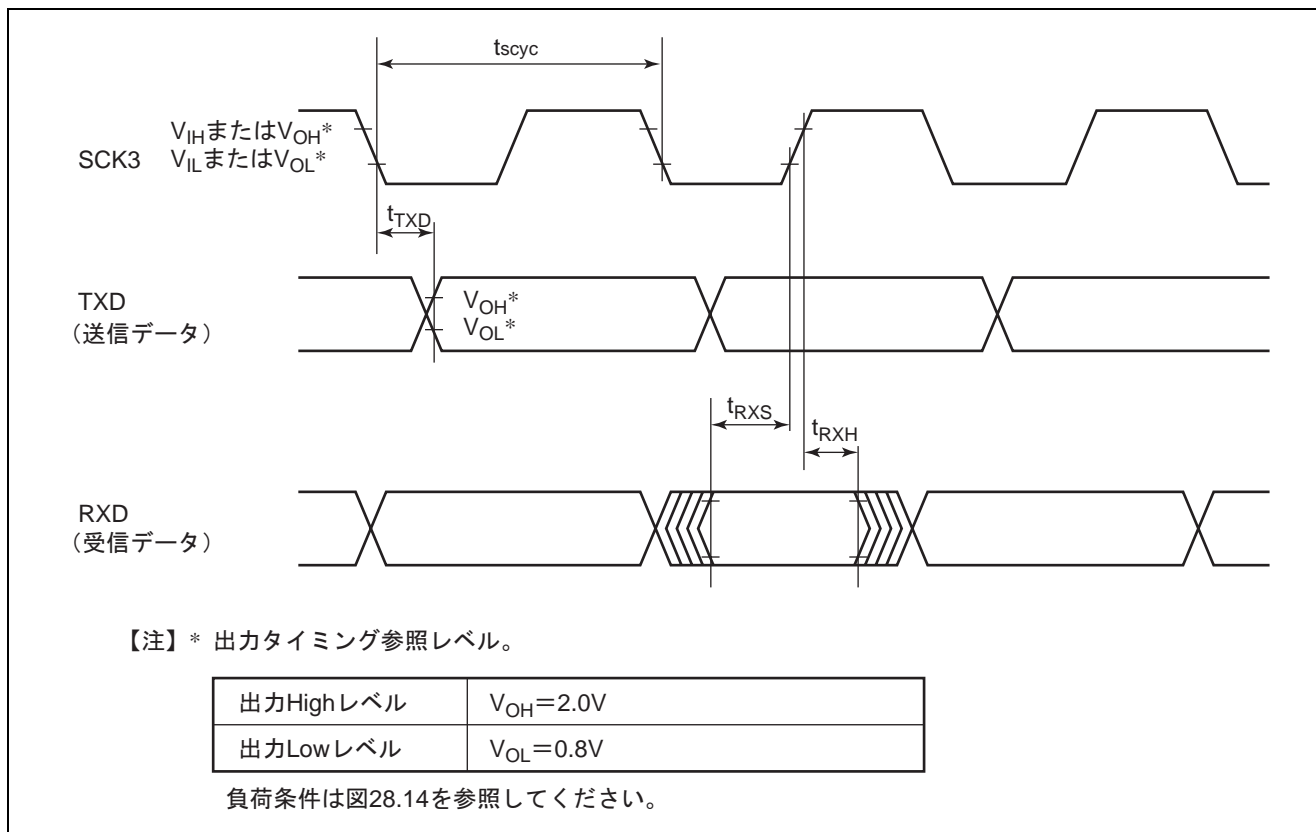 tscyc
VIHまたはVOH*
SCK3 VILまたはVOL*
tTXD
TXD
（送信データ）
VOH*
VOL*
tRXS
tRXH
RXD
（受信データ）
【注】* 出力タイミング参照レベル。
出力Highレベル VOH＝2.0V
出力Lowレベル VOL＝0.8V
負荷条件は図28.14を参照してください。